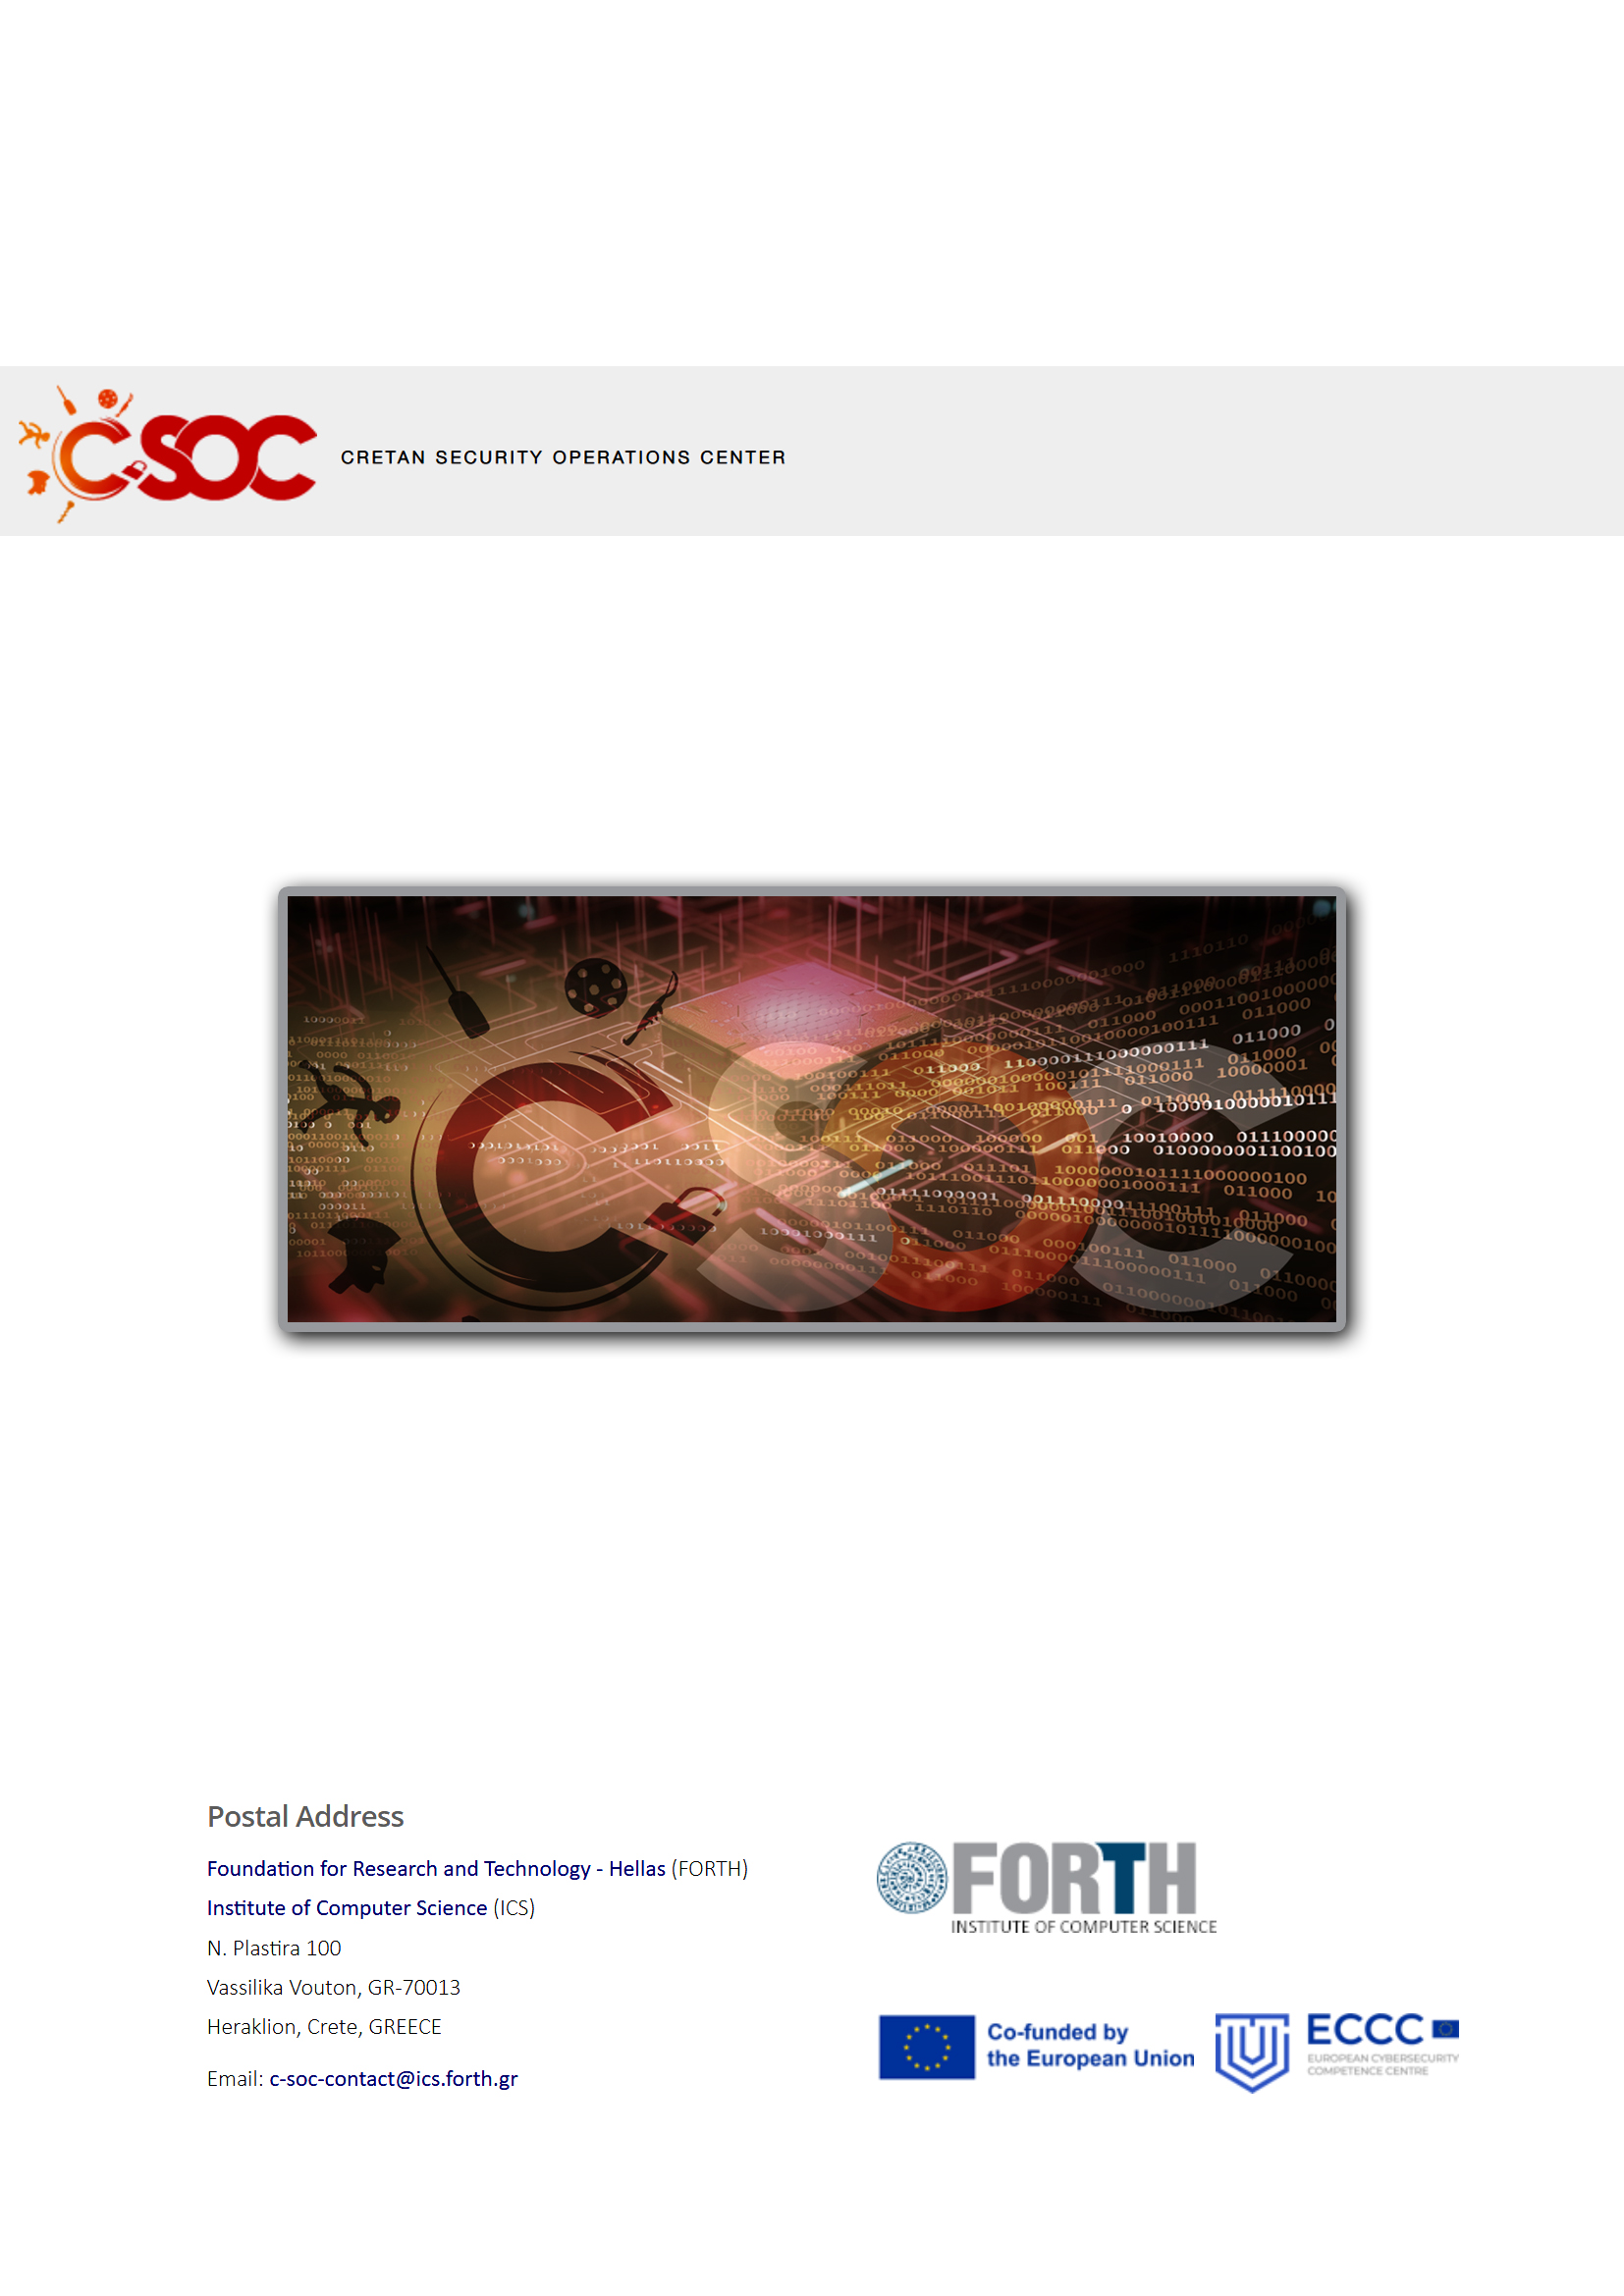 C-SOC
CRETAN SECURITY OPERATIONS CENTER
CSOC
Postal Address
Foundation for Research and Technology - Hellas (FORTH)
Institute of Computer Science (ICS)
N. Plastira 100
Vassilika Vouton, GR-70013
Heraklion, Crete, GREECE
Email: c-soc-contact@ics.forth.gr
FORTH
INSTITUTE OF COMPUTER SCIENCE
Co-funded by
the European Union
ECCC
EUROPEAN CYBERSECURITY
COMPETENCE CENTRE